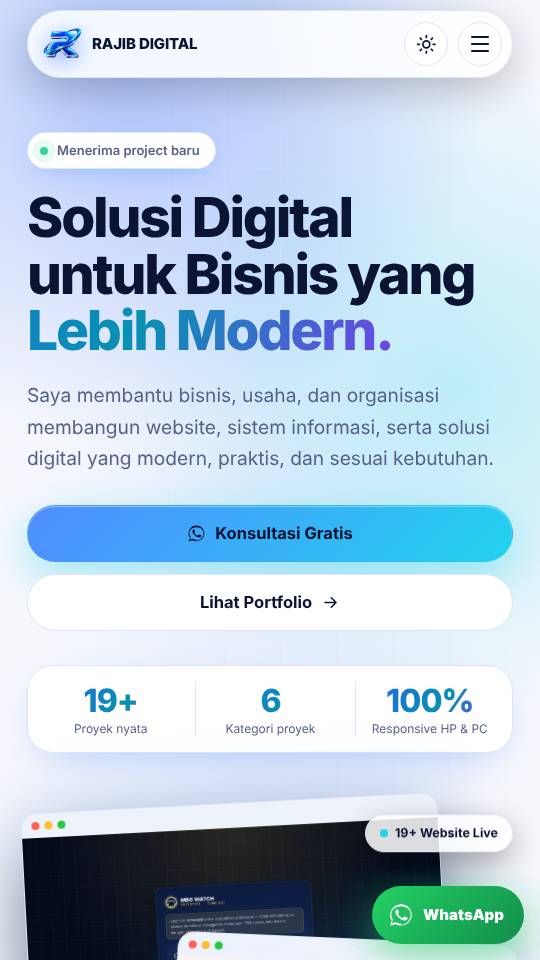 RAJIB DIGITAL
Menerima project baru
Solusi Digital
untuk Bisnis yang
Lebih Modern.
Saya membantu bisnis, usaha, dan organisasi
membangun website, sistem informasi, serta solusi
digital yang modern, praktis, dan sesuai kebutuhan.
Konsultasi Gratis
Lihat Portfolio →
19+
Proyek nyata
6
Kategori proyek
100%
Responsive HP & PC
19+ Website Live
MBG WATCH
WhatsApp